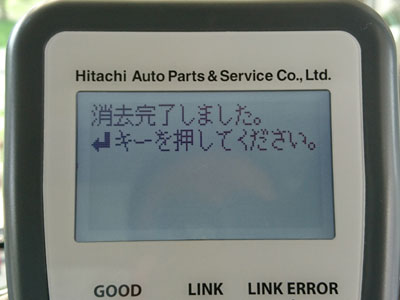 Hitachi Auto Parts & Service Co., Ltd.
消去完了しました。
↲キーを押してください。
GOOD LINK LINK ERROR